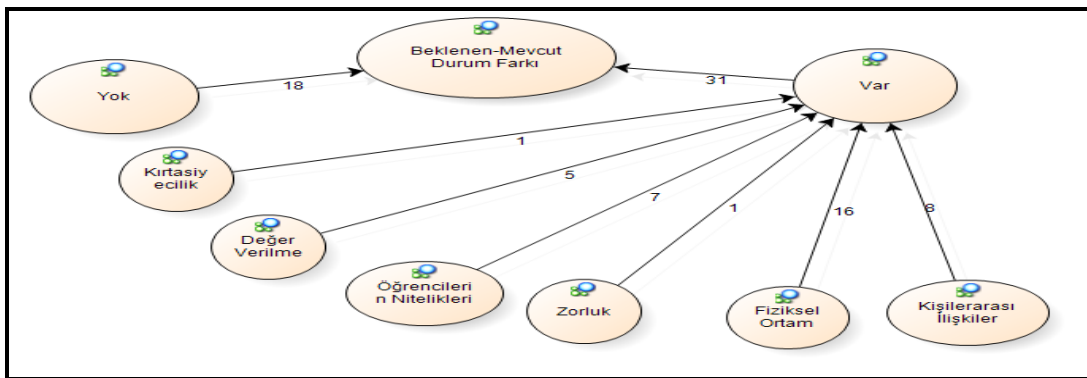 Beklenen-Mevcut
Durum Farkı
Yok
18
31
Var
Kırtasiy
ecilik
1
Değer
Verilme
5
Öğrencileri
n Nitelikleri
7
Zorluk
1
Fiziksel
Ortam
16
Kişilerarası
İlişkiler
8